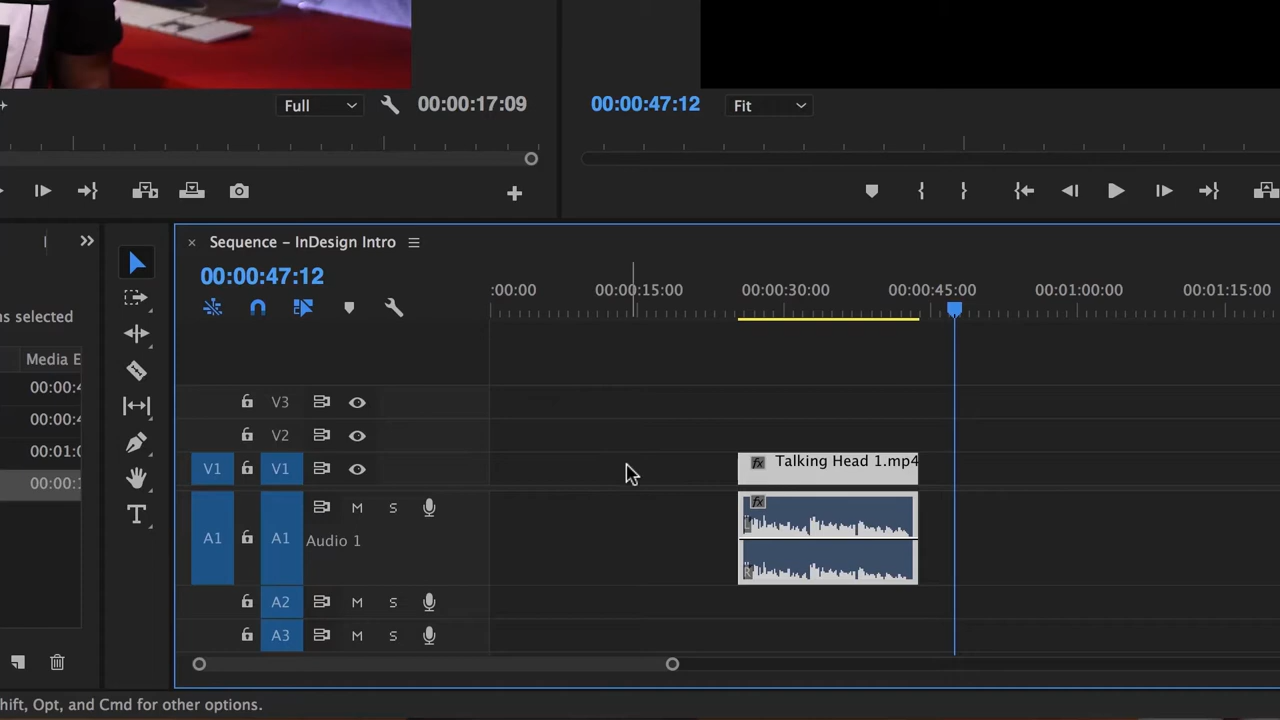 Full
00:00:17:09
00:00:47:12
Fit
Sequence – InDesign Intro
00:00:47:12
:00:00
00:00:15:00
00:00:30:00
00:00:45:00
00:01:00:00
00:01:15:00
ns selected
Media E
00:00:4
00:00:4
00:01:0
00:00:1
V3
V2
V1
V1
Talking Head 1.mp4
fx
A1
A1
M
S
Audio 1
fx
L
R
A2
M
S
A3
M
S
hift, Opt, and Cmd for other options.